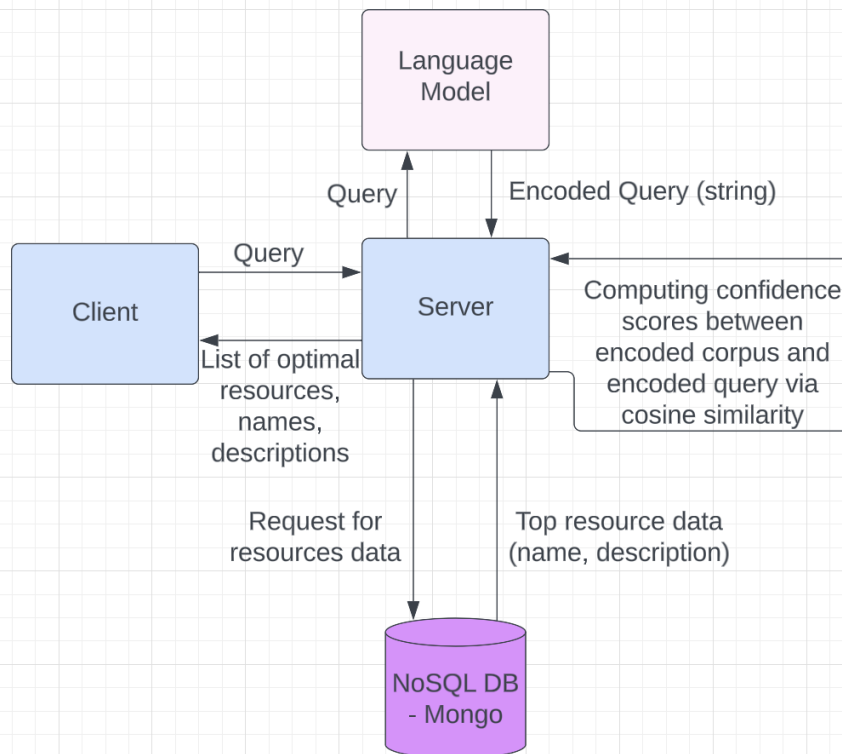 Language
Model
Query
Encoded Query (string)
Query
Client
Server
List of optimal
resources,
names,
descriptions
Computing confidence
scores between
encoded corpus and
encoded query via
cosine similarity
Request for
resources data
Top resource data
(name, description)
NoSQL DB
- Mongo